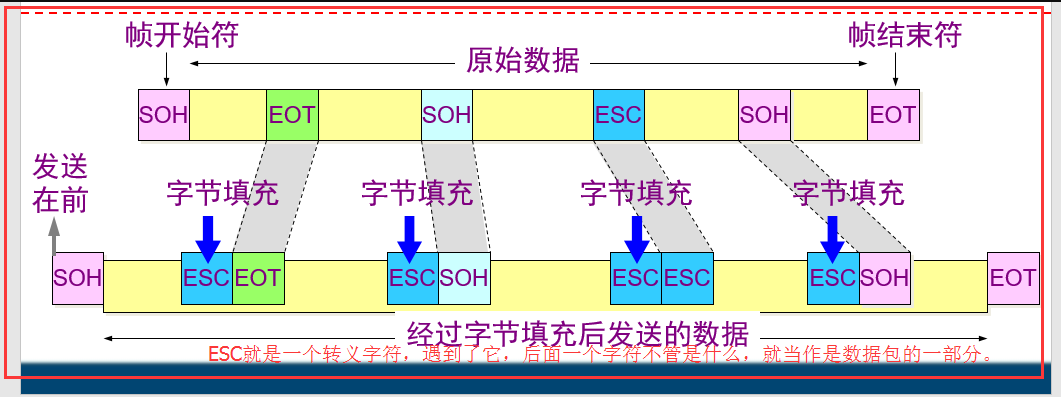 帧开始符
帧结束符
原始数据
SOH EOT SOH ESC SOH EOT
发送
在前
字节填充 字节填充 字节填充 字节填充
SOH ESC EOT ESC SOH ESC ESC ESC SOH EOT
经过字节填充后发送的数据
ESC就是一个转义字符，遇到了它，后面一个字符不管是什么，就当作是数据包的一部分。